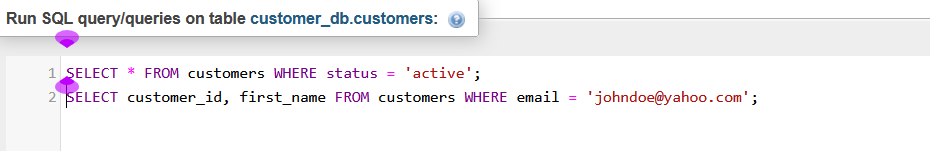 Run SQL query/queries on table customer_db.customers:
1 SELECT * FROM customers WHERE status = 'active';
2 SELECT customer_id, first_name FROM customers WHERE email = 'johndoe@yahoo.com';